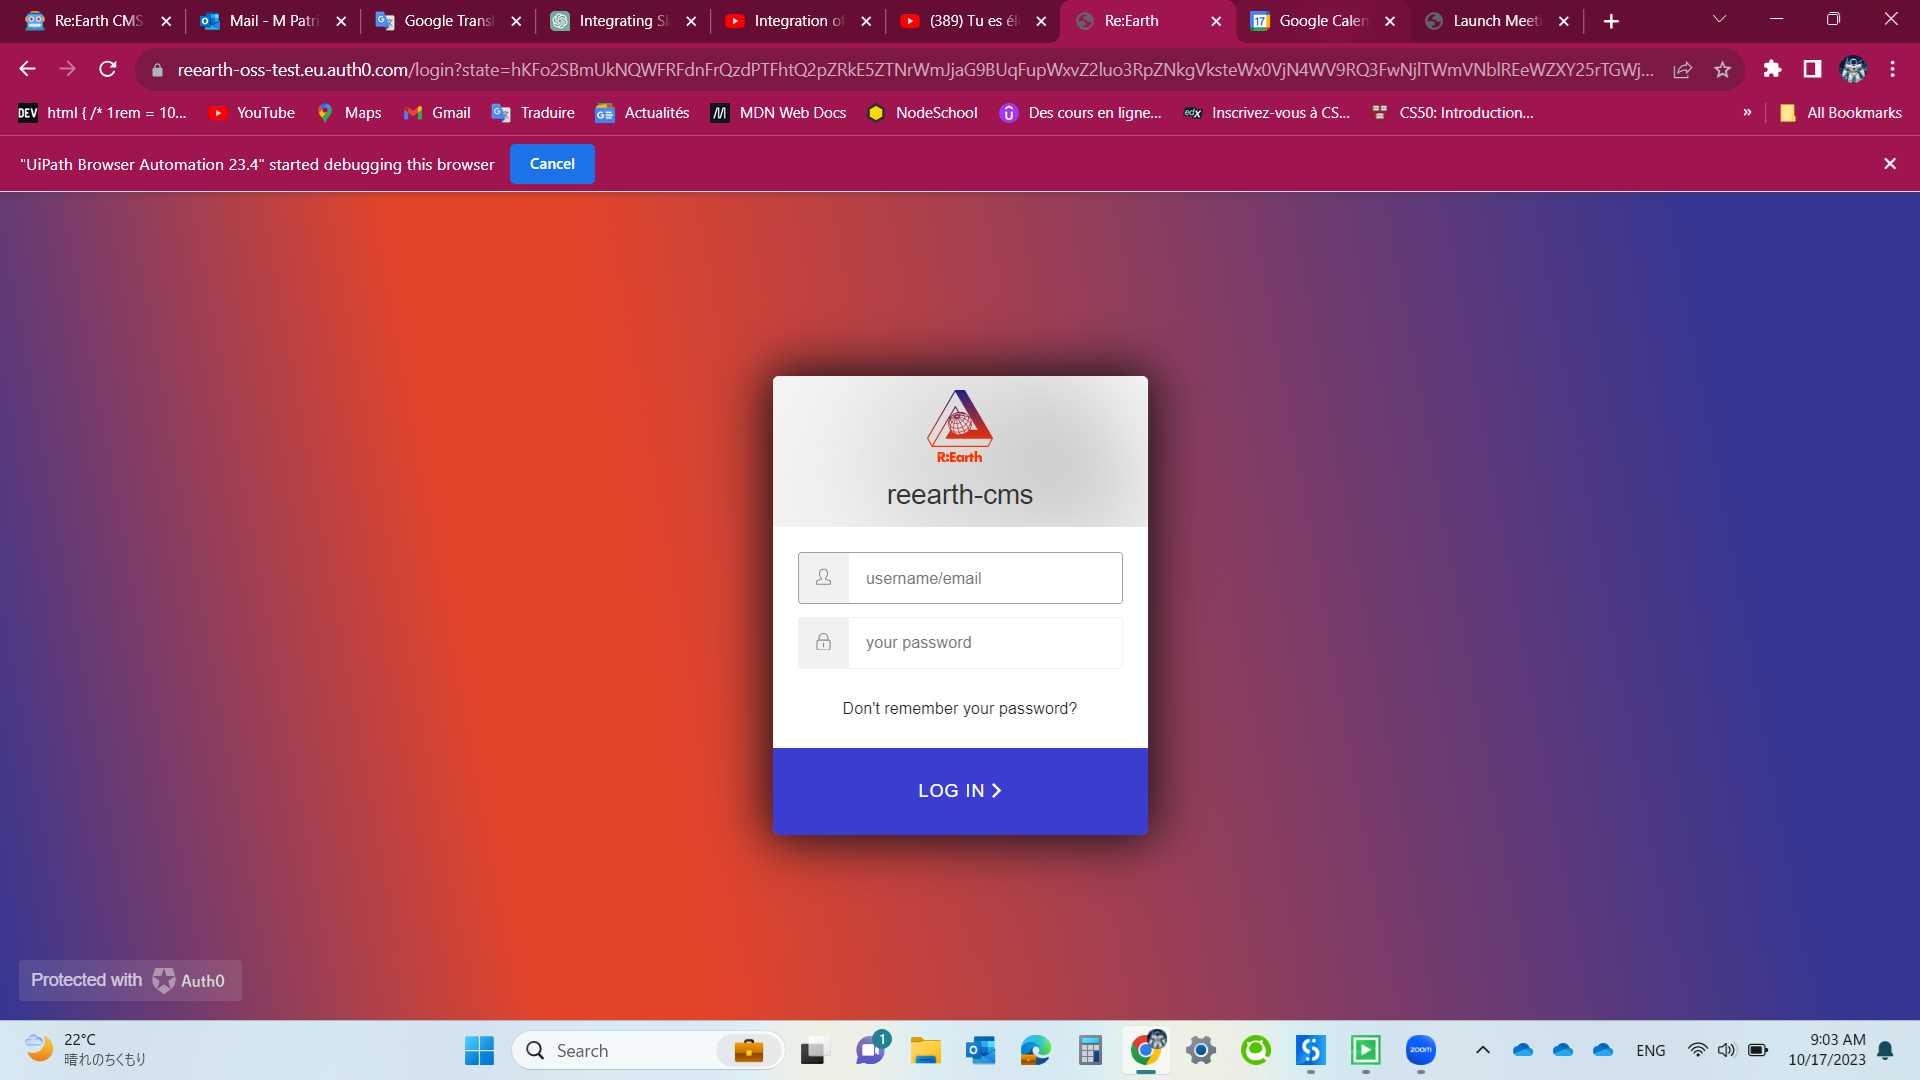 Re:Earth CMS
Mail - M Patri
Google Transl
Integrating Sl
Integration of
(389) Tu es él
Re:Earth
Google Calen
Launch Meeti
reearth-oss-test.eu.auth0.com/login?state=
html { /* 1rem = 10...
YouTube
Maps
Gmail
Traduire
Actualités
MDN Web Docs
NodeSchool
Des cours en ligne...
Inscrivez-vous à CS...
CS50: Introduction...
»
All Bookmarks
"UiPath Browser Automation 23.4" started debugging this browser
Cancel
R:Earth
reearth-cms
username/email
your password
Don't remember your password?
LOG IN
Protected with Auth0
22°C
晴れのちくもり
Search
1
zoom
ENG
9:03 AM
10/17/2023